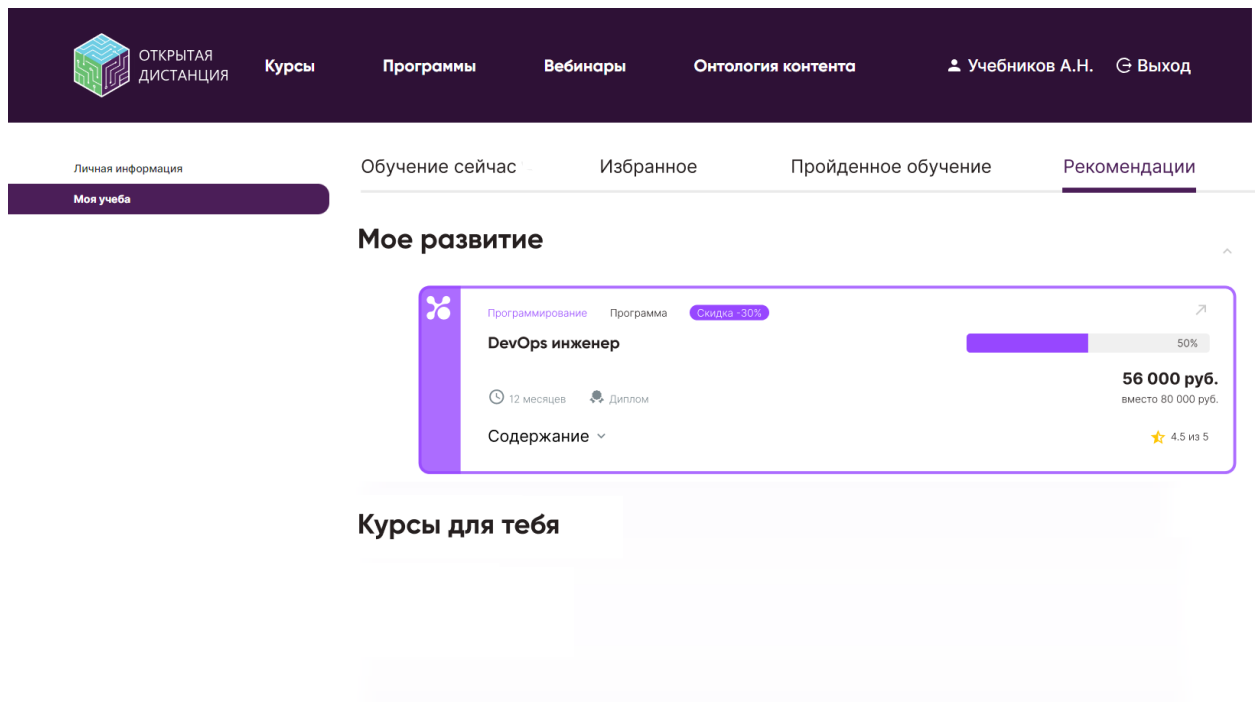 ОТКРЫТАЯ
ДИСТАНЦИЯ
Курсы
Программы
Вебинары
Онтология контента
Учебников А.Н.
Выход
Личная информация
Моя учеба
Обучение сейчас
Избранное
Пройденное обучение
Рекомендации
Мое развитие
Программирование
Программа
Скидка -30%
DevOps инженер
50%
56 000 руб.
12 месяцев
Диплом
вместо 80 000 руб.
Содержание
4.5 из 5
Курсы для тебя